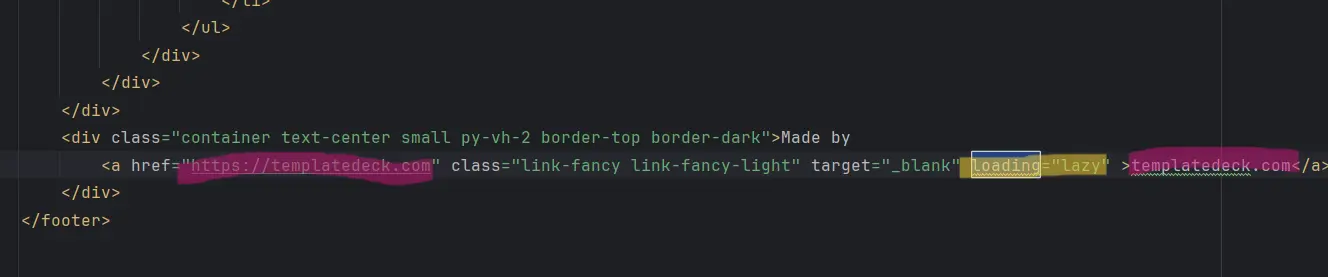 </li>
</ul>
</div>
</div>
</div>
<div class="container text-center small py-vh-2 border-top border-dark">Made by
<a href="https://templatedeck.com" class="link-fancy link-fancy-light" target="_blank" loading="lazy" >templatedeck.com</a>
</div>
</footer>